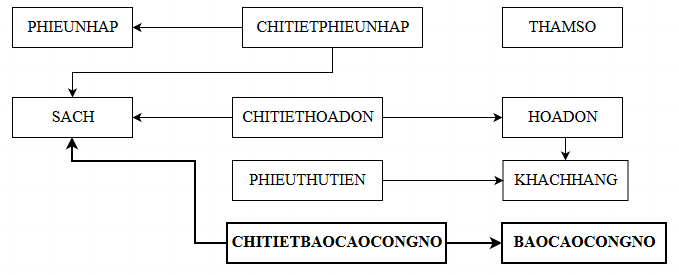 PHIEUNHAP
CHITIETPHIEUNHAP
THAMSO
SACH
CHITIETHOADON
HOADON
PHIEUTHUTIEN
KHACHHANG
CHITIETBAOCAOCONGNO
BAOCAOCONGNO